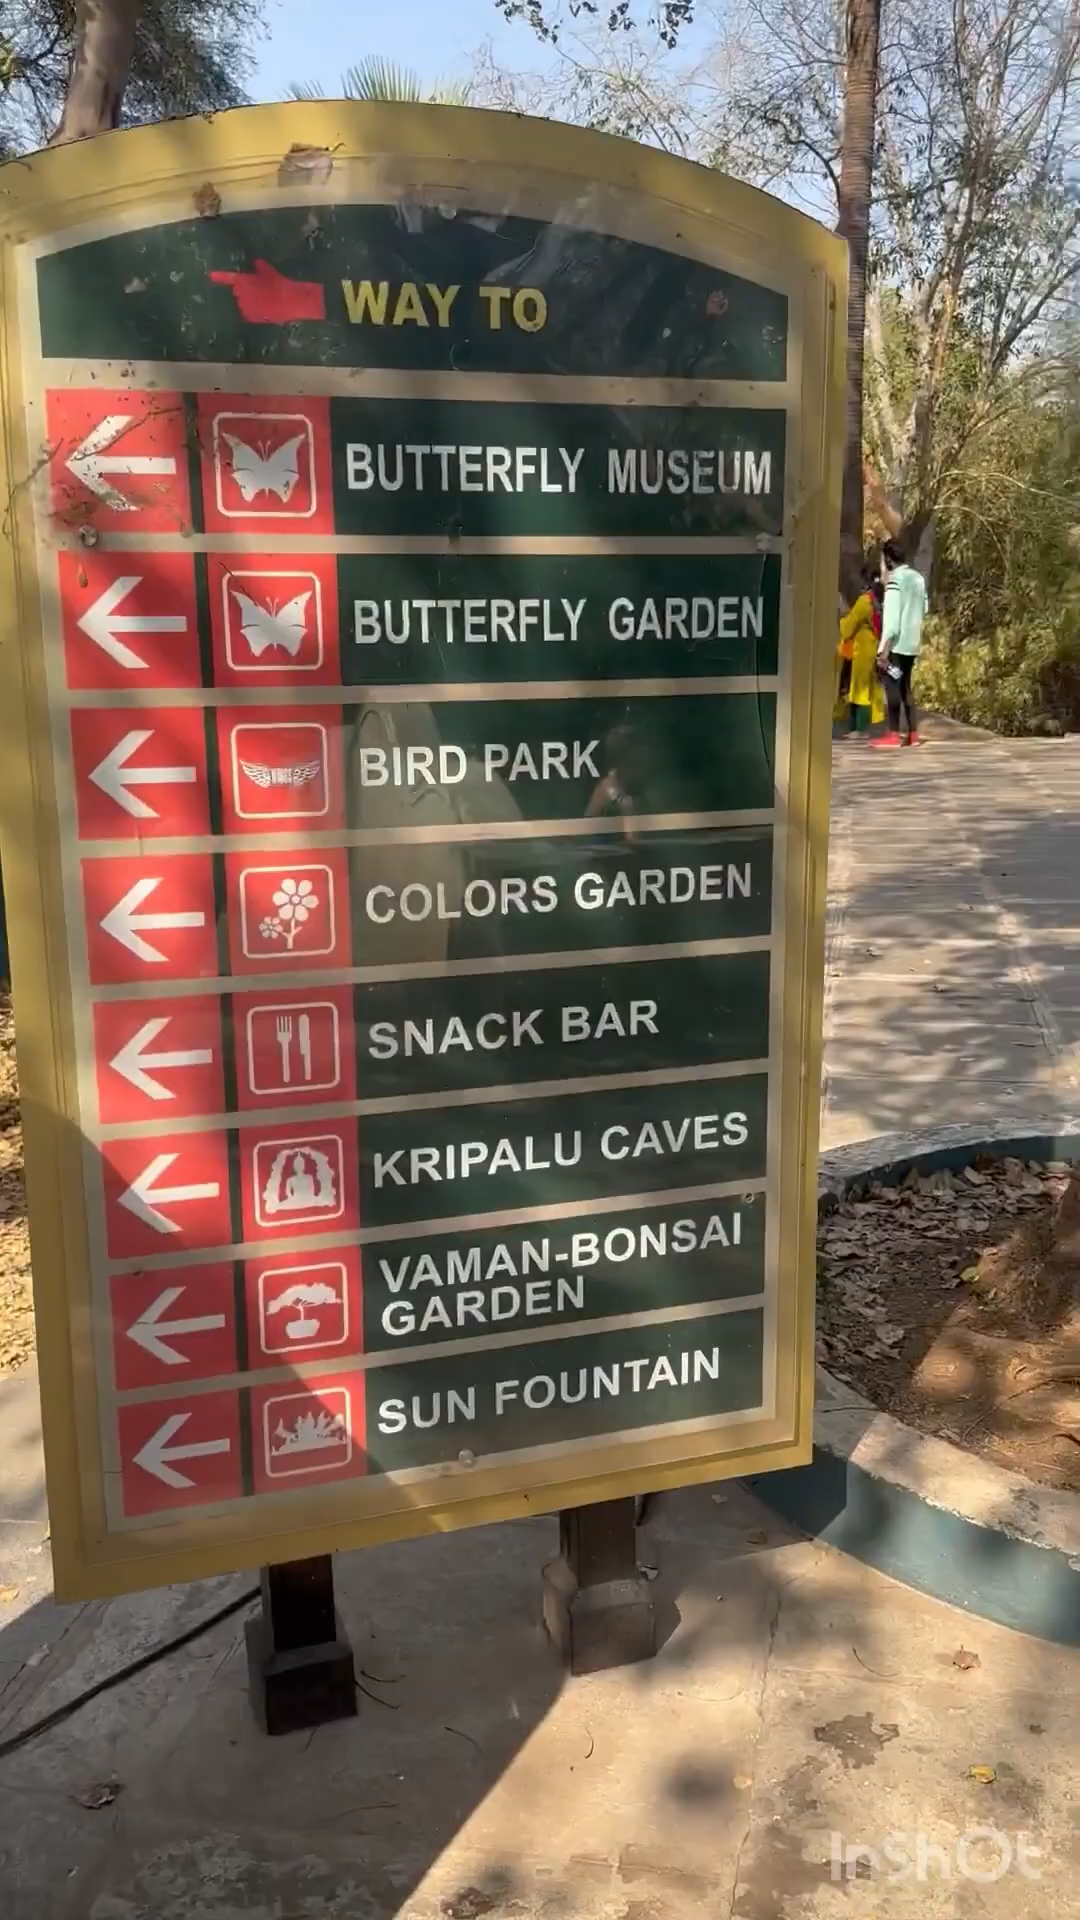 WAY TO
BUTTERFLY MUSEUM
BUTTERFLY GARDEN
BIRD PARK
COLORS GARDEN
SNACK BAR
KRIPALU CAVES
VAMAN-BONSAI
GARDEN
SUN FOUNTAIN
InShOt